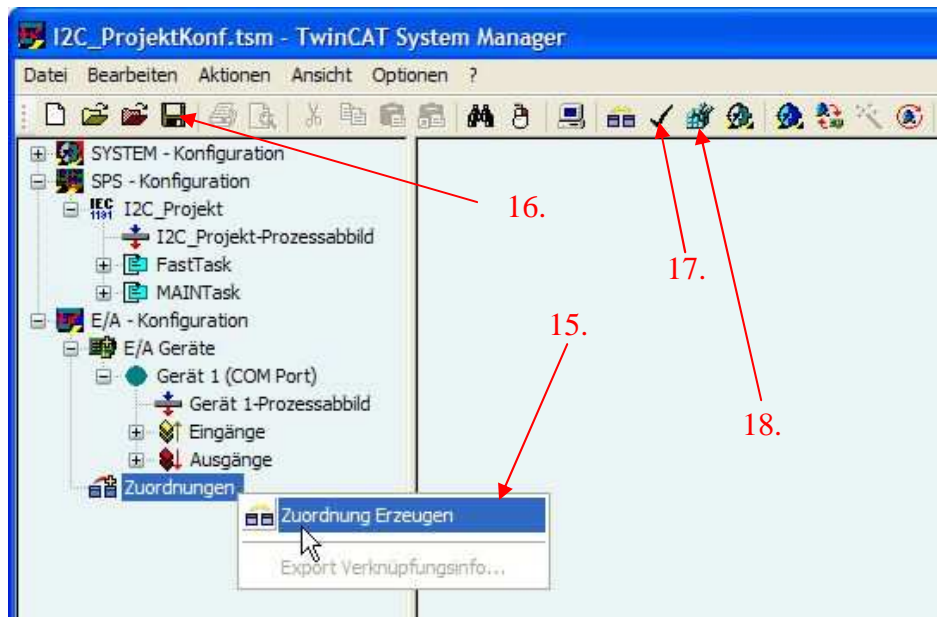 I2C_ProjektKonf.tsm - TwinCAT System Manager
Datei Bearbeiten Aktionen Ansicht Optionen ?
SYSTEM - Konfiguration
SPS - Konfiguration
16.
IEC
1131
I2C_Projekt
I2C_Projekt-Prozessabbild
17.
FastTask
MAINTask
E/A - Konfiguration
15.
E/A Geräte
Gerät 1 (COM Port)
Gerät 1-Prozessabbild
18.
Eingänge
Ausgänge
Zuordnungen
Zuordnung Erzeugen
Export Verknüpfungsinfo...